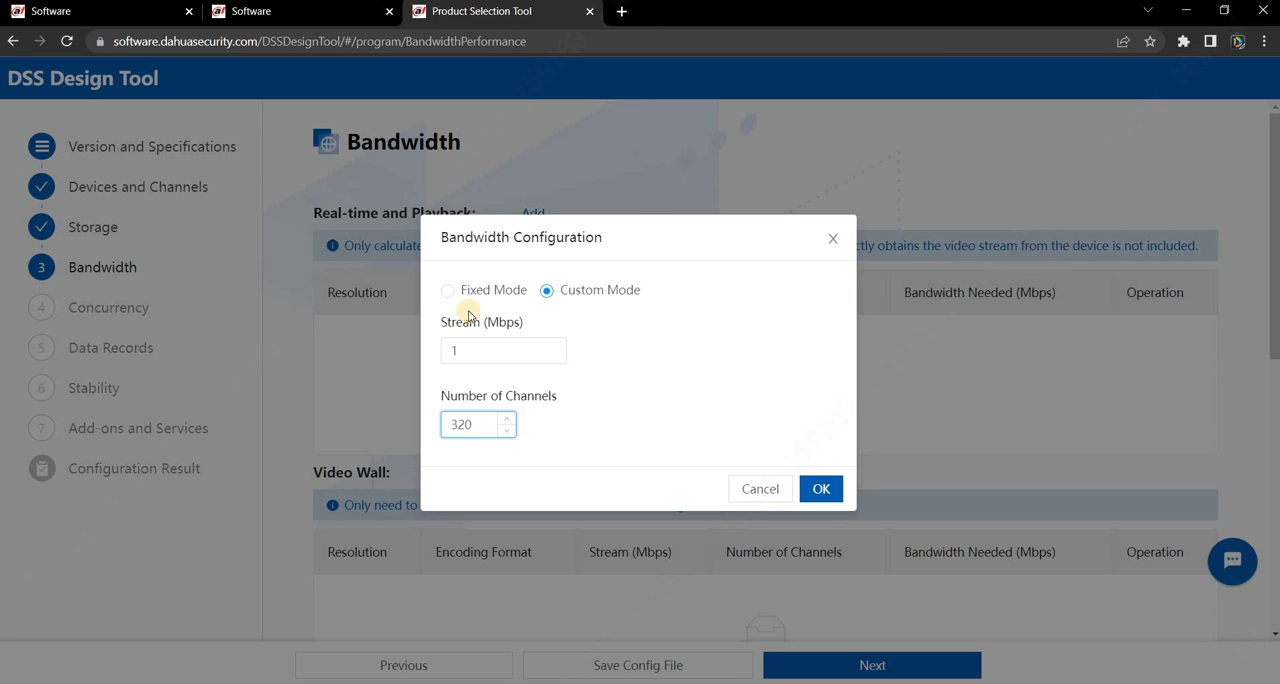 Software
Software
Product Selection Tool
software.dahuasecurity.com/DSSDesignTool/#/program/BandwidthPerformance
DSS Design Tool
Version and Specifications
Devices and Channels
Storage
3 Bandwidth
4 Concurrency
5 Data Records
6 Stability
7 Add-ons and Services
Configuration Result
Bandwidth
Real-time and Playback: Add
Only calculate
ctly obtains the video stream from the device is not included.
Resolution
Bandwidth Needed (Mbps)
Operation
Bandwidth Configuration
Fixed Mode
Custom Mode
Stream (Mbps)
1
Number of Channels
320
Cancel
OK
Video Wall:
Only need to
Resolution
Encoding Format
Stream (Mbps)
Number of Channels
Bandwidth Needed (Mbps)
Operation
Previous
Save Config File
Next